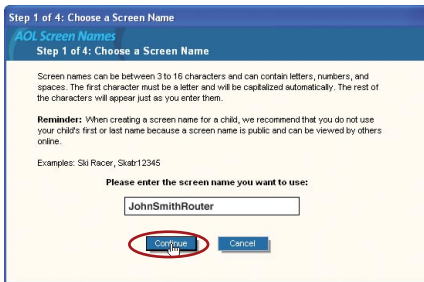 Step 1 of 4: Choose a Screen Name
AOL Screen Names
Step 1 of 4: Choose a Screen Name
Screen names can be between 3 to 16 characters and can contain letters, numbers, and
spaces. The first character must be a letter and will be capitalized automatically. The rest of
the characters will appear just as you enter them.
Reminder: When creating a screen name for a child, we recommend that you do not use
your child's first or last name because a screen name is public and can be viewed by others
online.
Examples: Ski Racer, Skatr12345
Please enter the screen name you want to use:
JohnSmithRouter
Continue Cancel